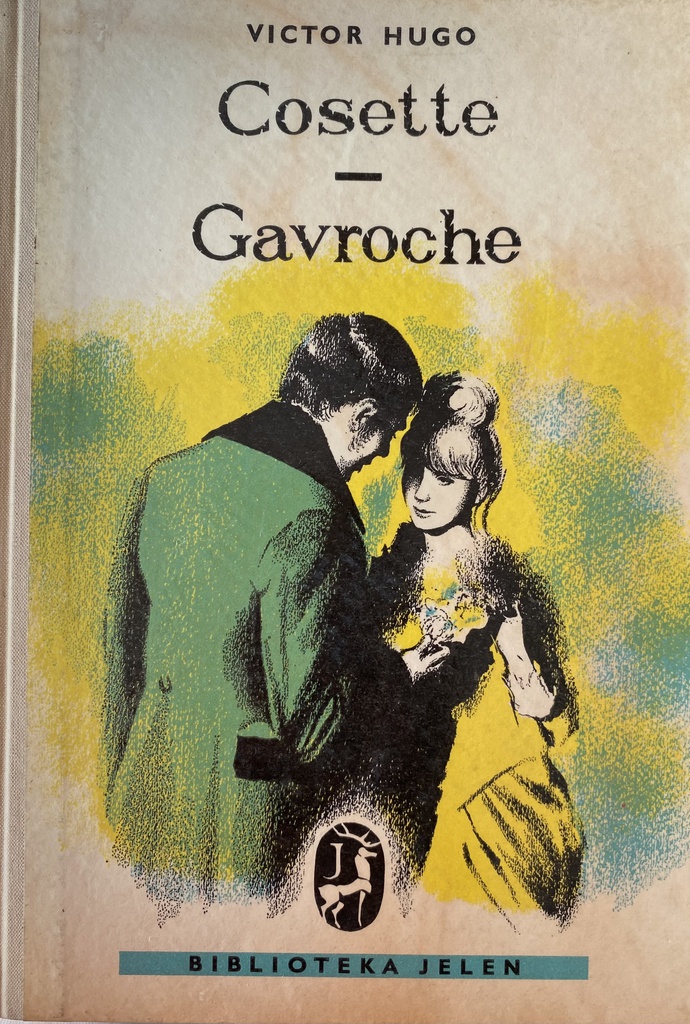 VICTOR HUGO
Cosette
—
Gavroche
J
BIBLIOTEKA JELEN